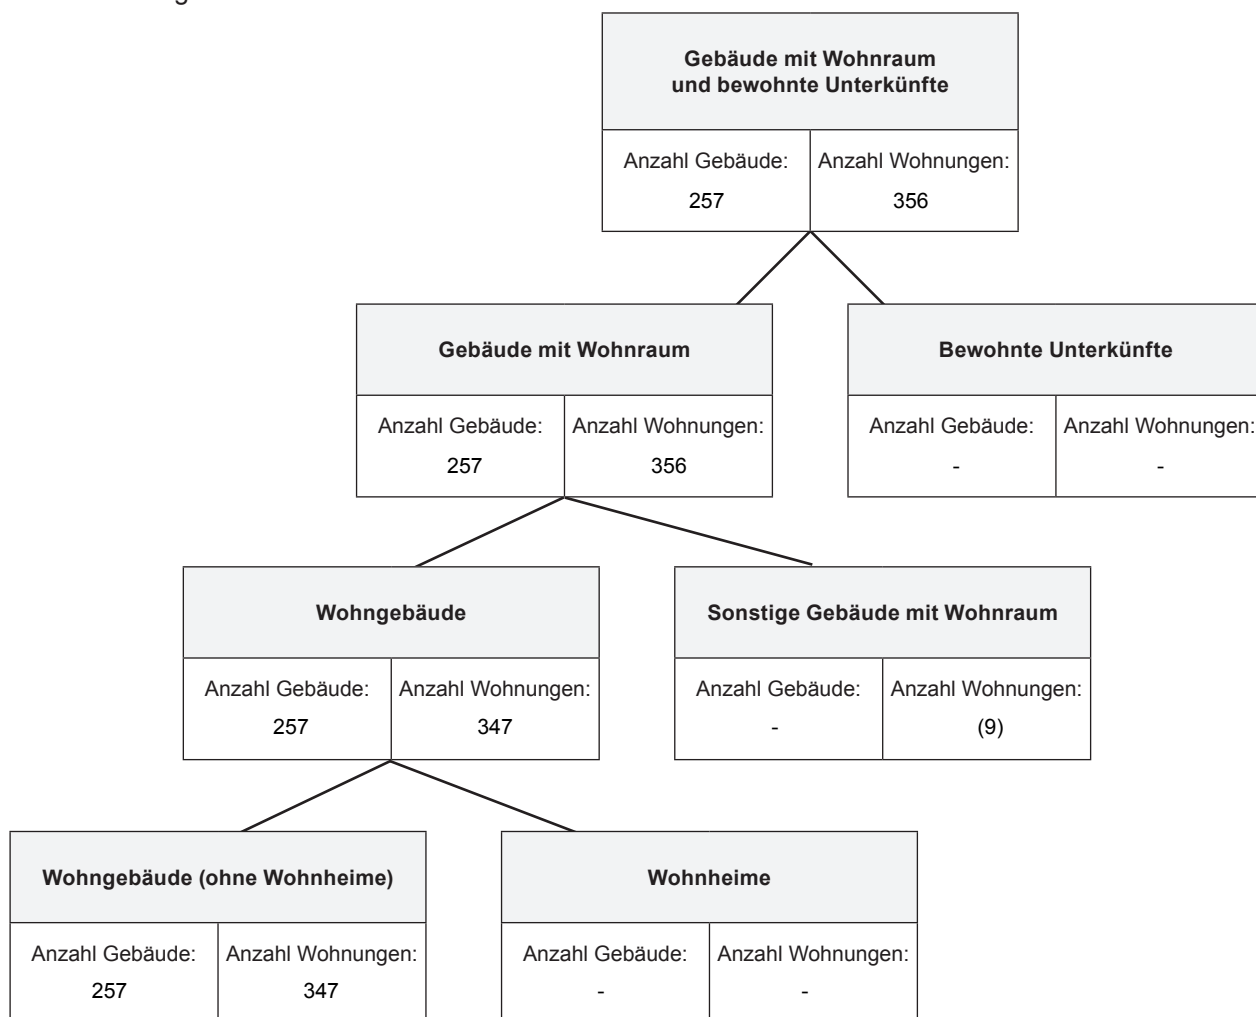 Gebäude mit Wohnraum
und bewohnte Unterkünfte
Anzahl Gebäude: Anzahl Wohnungen:
257 356
Gebäude mit Wohnraum
Anzahl Gebäude: Anzahl Wohnungen:
257 356
Bewohnte Unterkünfte
Anzahl Gebäude: Anzahl Wohnungen:
- -
Wohngebäude
Anzahl Gebäude: Anzahl Wohnungen:
257 347
Sonstige Gebäude mit Wohnraum
Anzahl Gebäude: Anzahl Wohnungen:
- (9)
Wohngebäude (ohne Wohnheime)
Anzahl Gebäude: Anzahl Wohnungen:
257 347
Wohnheime
Anzahl Gebäude: Anzahl Wohnungen:
- -